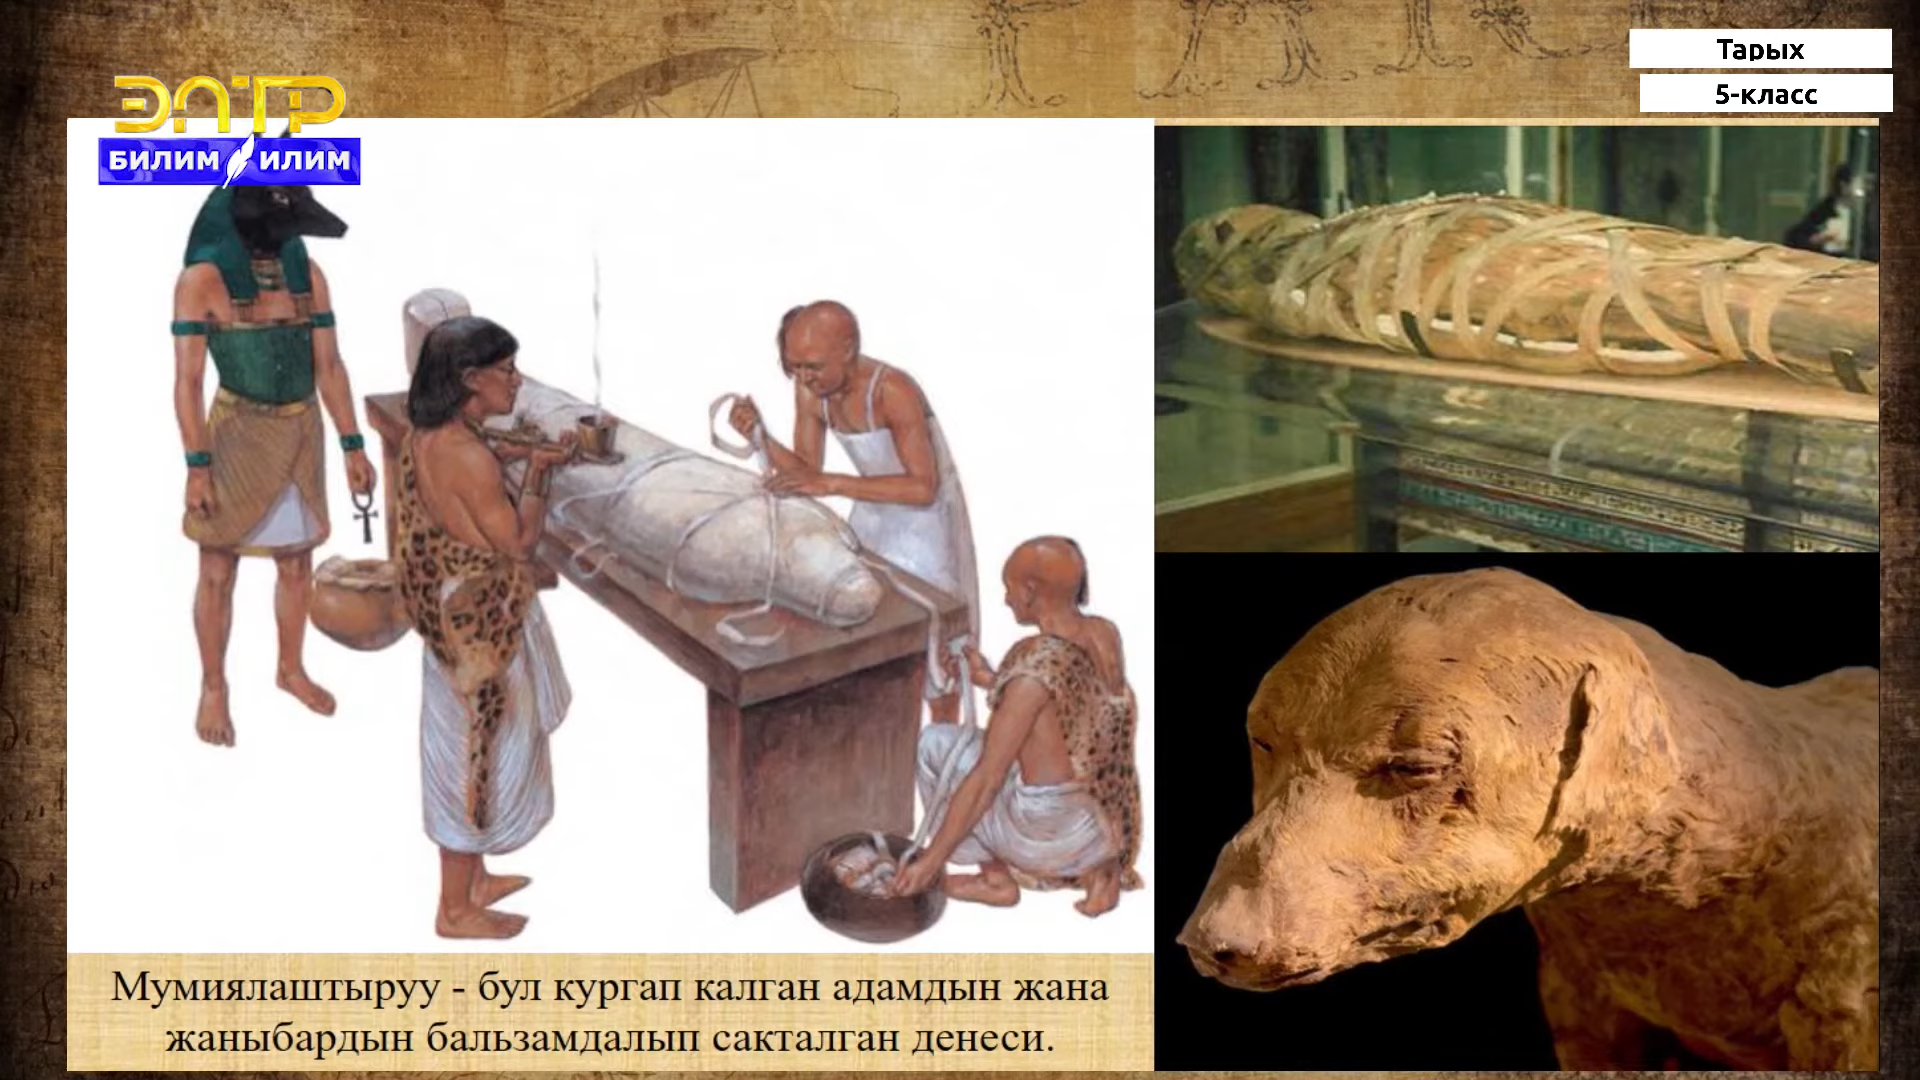 Тарых
5-класс
ЭЛТР
БИЛИМ ИЛИМ
Мумиялаштыруу - бул кургап калган адамдын жана
жаныбардын бальзамдалып сакталган денеси.